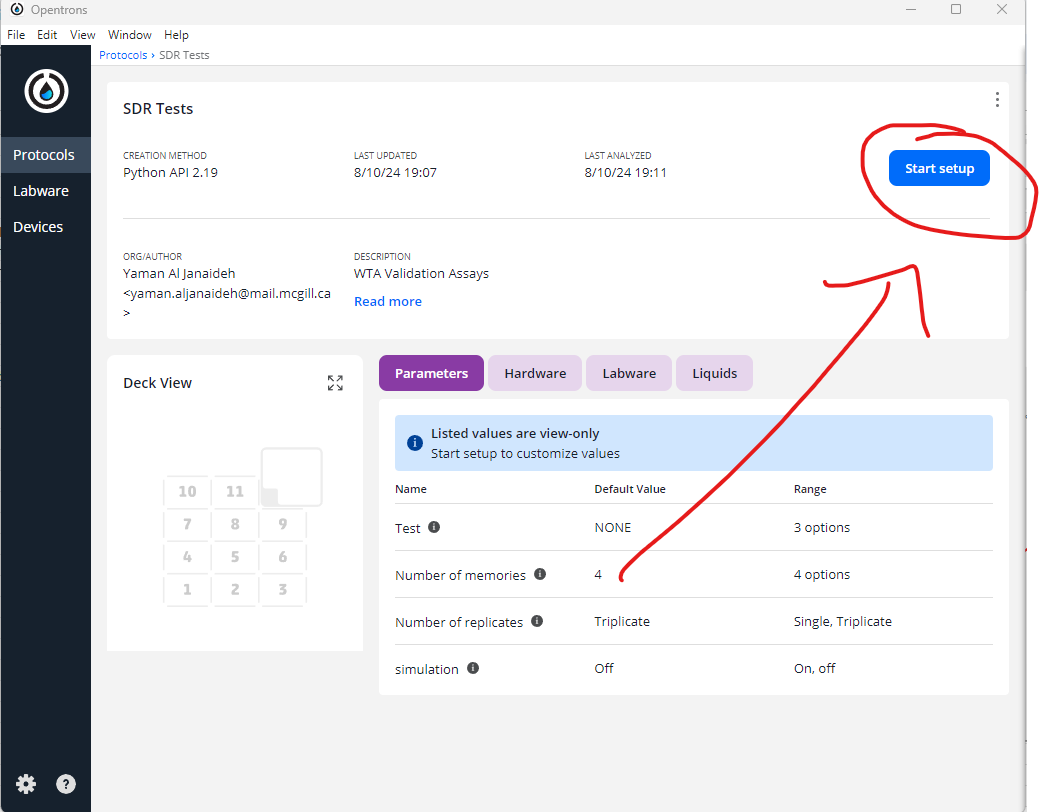 Opentrons
File Edit View Window Help
Protocols › SDR Tests
SDR Tests
Protocols
Labware
Devices
CREATION METHOD
Python API 2.19
LAST UPDATED
8/10/24 19:07
LAST ANALYZED
8/10/24 19:11
Start setup
ORG/AUTHOR
Yaman Al Janaideh
<yaman.aljanaideh@mail.mcgill.ca
>
DESCRIPTION
WTA Validation Assays
Read more
Deck View
10 11
7 8 9
4 5 6
1 2 3
Parameters Hardware Labware Liquids
Listed values are view-only
Start setup to customize values
Name Default Value Range
Test NONE 3 options
Number of memories 4 4 options
Number of replicates Triplicate Single, Triplicate
simulation Off On, off